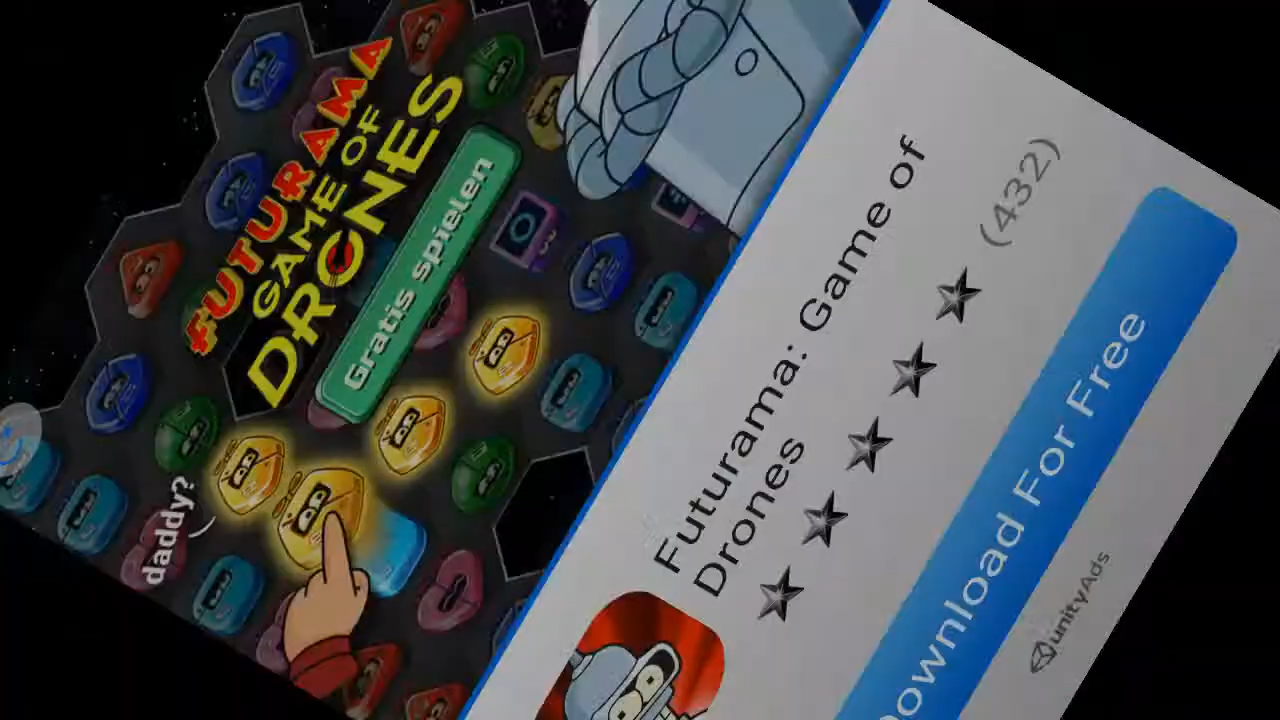 FUTURAMA
GAME OF
DRONES
Gratis spielen
daddy?
Futurama: Game of
Drones
(432)
Download For Free
unityAds